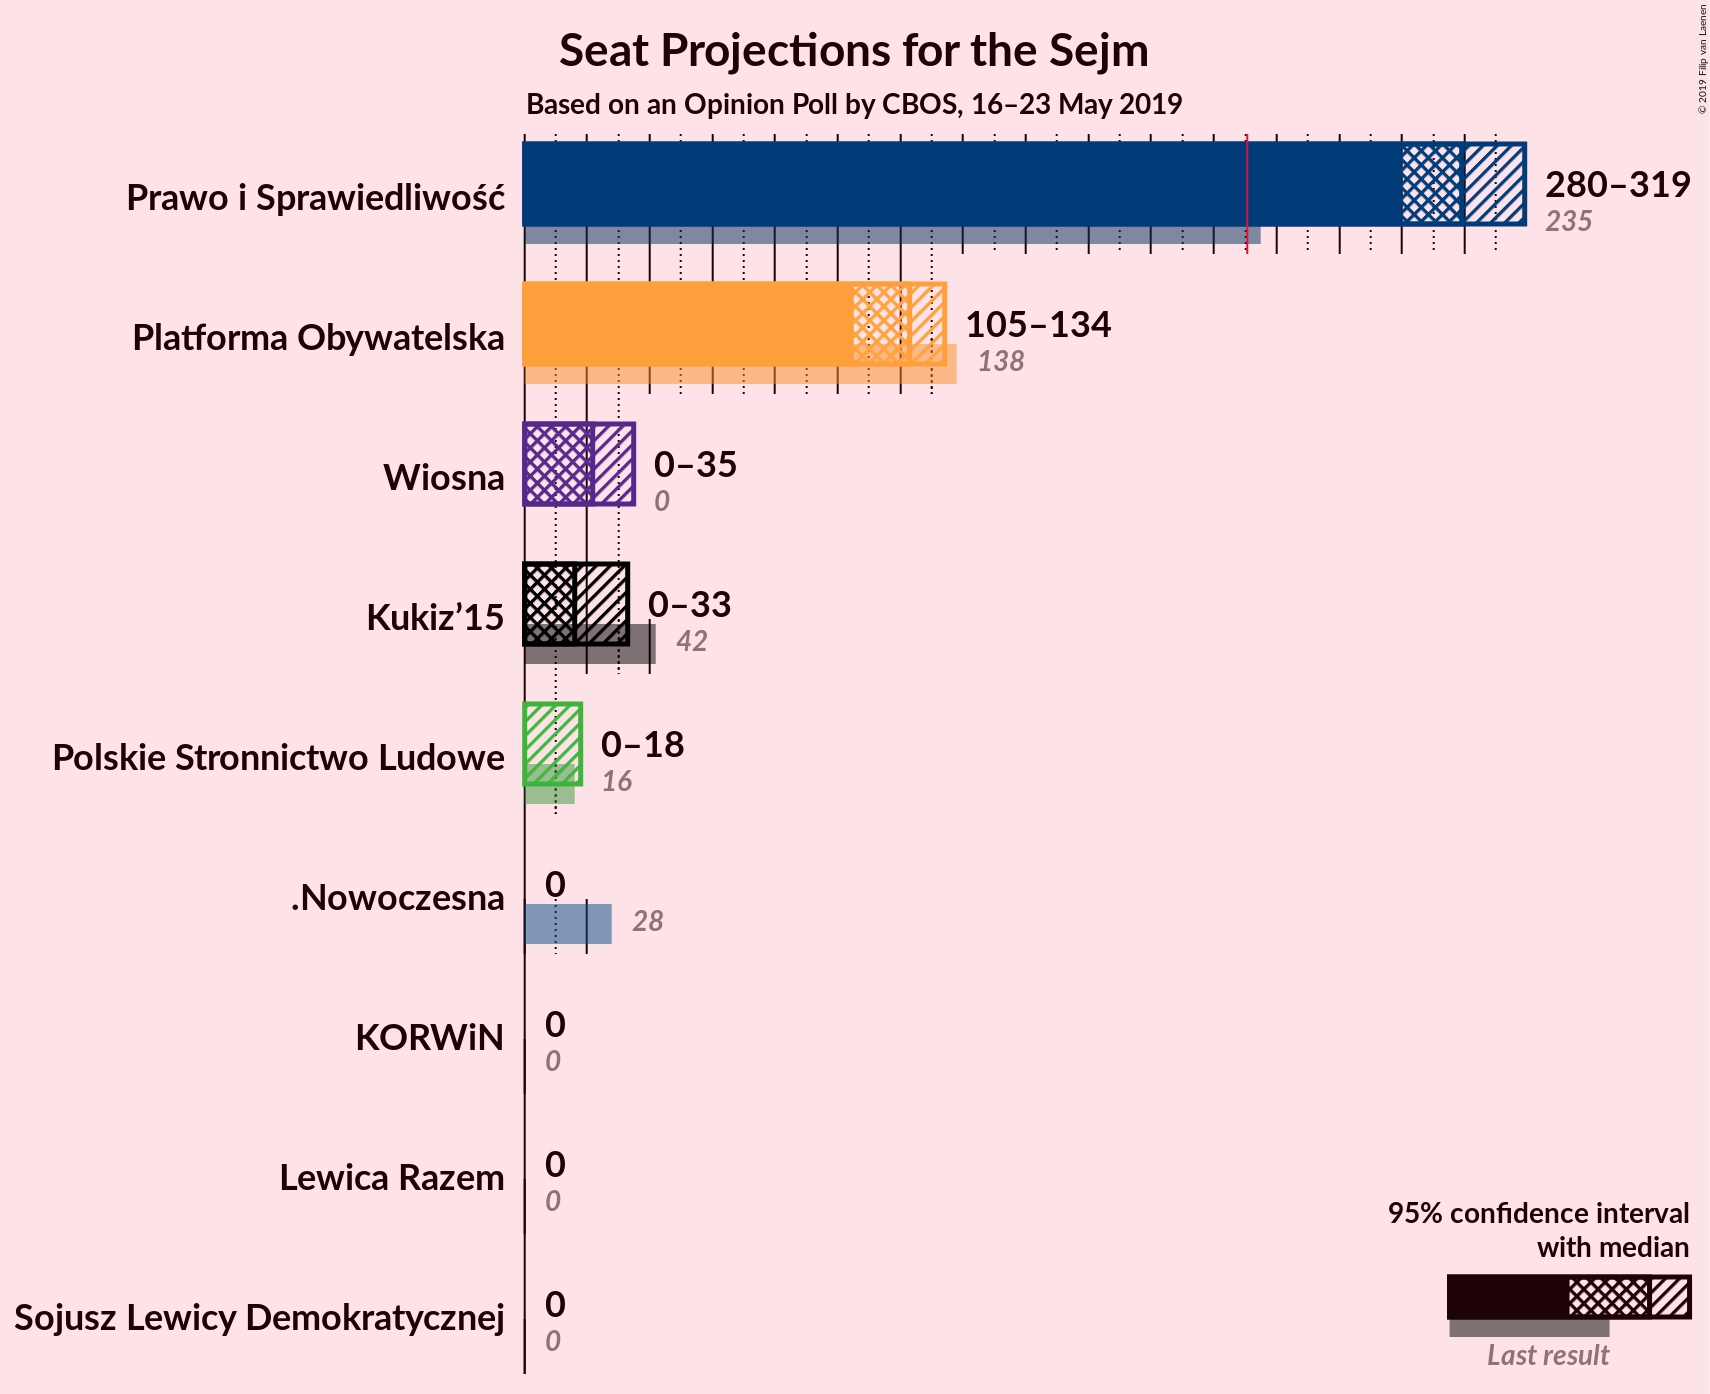 Seat Projections for the Sejm
Based on an Opinion Poll by CBOS, 16–23 May 2019
© 2019 Filip van Laenen
Prawo i Sprawiedliwość
280–319
235
Platforma Obywatelska
105–134
138
Wiosna
0–35
0
Kukiz’15
0–33
42
Polskie Stronnictwo Ludowe
0–18
16
.Nowoczesna
0
28
KORWiN
0
0
Lewica Razem
0
0
Sojusz Lewicy Demokratycznej
0
0
95% confidence interval
with median
Last result